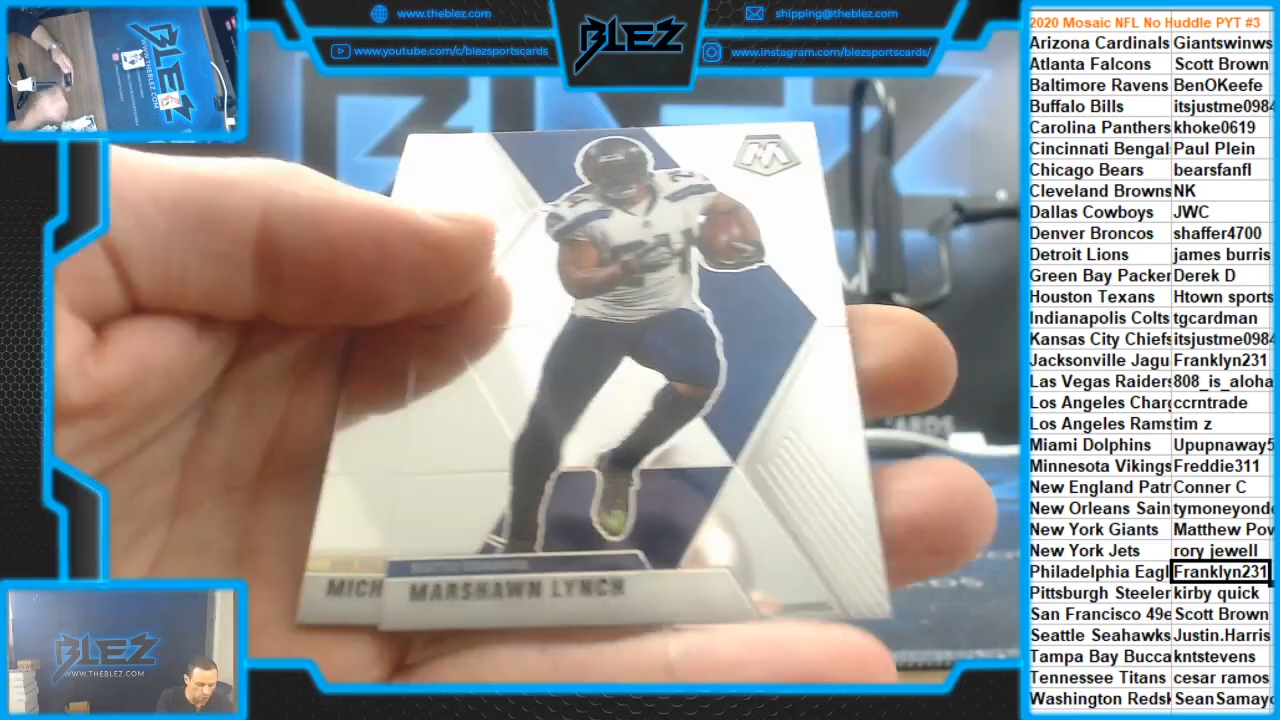 www.theblez.com
www.youtube.com/c/blezsportscards
BLEZ
shipping@theblez.com
www.instagram.com/blezsportscards/
BLEZ
WWW.THEBLEZ.COM
MICH
MARSHAWN LYNCH
BLEZ
WWW.THEBLEZ.COM
2020 Mosaic NFL No Huddle PYT #3
Arizona Cardinals Giantswinws
Atlanta Falcons Scott Brown
Baltimore Ravens BenOKeefe
Buffalo Bills itsjustme0984
Carolina Panthers khoke0619
Cincinnati Bengal Paul Plein
Chicago Bears bearsfanfl
Cleveland Browns NK
Dallas Cowboys JWC
Denver Broncos shaffer4700
Detroit Lions james burris
Green Bay Packer Derek D
Houston Texans Htown sports
Indianapolis Colts tgcardman
Kansas City Chiefs itsjustme0984
Jacksonville Jagu Franklyn231
Las Vegas Raiders 808_is_aloha
Los Angeles Charg ccrntrade
Los Angeles Rams tim z
Miami Dolphins Upupnaway5
Minnesota Vikings Freddie311
New England Patr Conner C
New Orleans Sain tymoneyond
New York Giants Matthew Pov
New York Jets rory jewell
Philadelphia Eagl Franklyn231
Pittsburgh Steeler kirby quick
San Francisco 49e Scott Brown
Seattle Seahawks Justin.Harris
Tampa Bay Bucca kntstevens
Tennessee Titans cesar ramos
Washington Redsk SeanSamayo